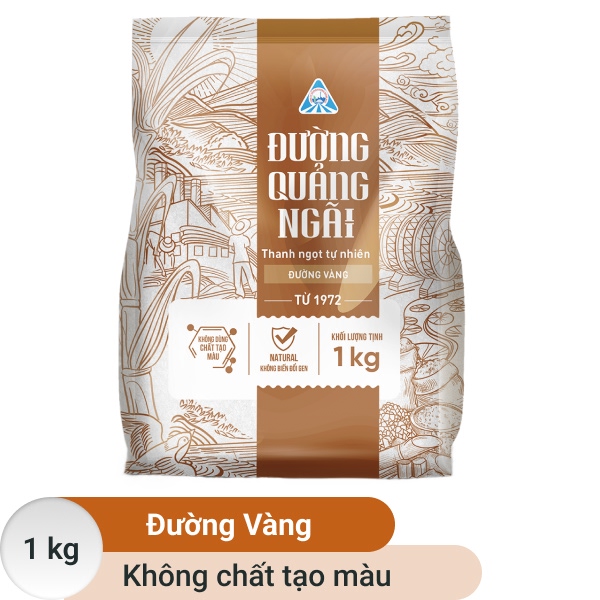 ĐƯỜNG
QUẢNG
NGÃI
Thanh ngọt tự nhiên
ĐƯỜNG VÀNG
TỪ 1972
KHÔNG DÙNG
CHẤT TẠO
MÀU
NATURAL
KHÔNG BIẾN ĐỔI GEN
KHỐI LƯỢNG TỊNH
1 kg
Đường Vàng
1 kg
Không chất tạo màu